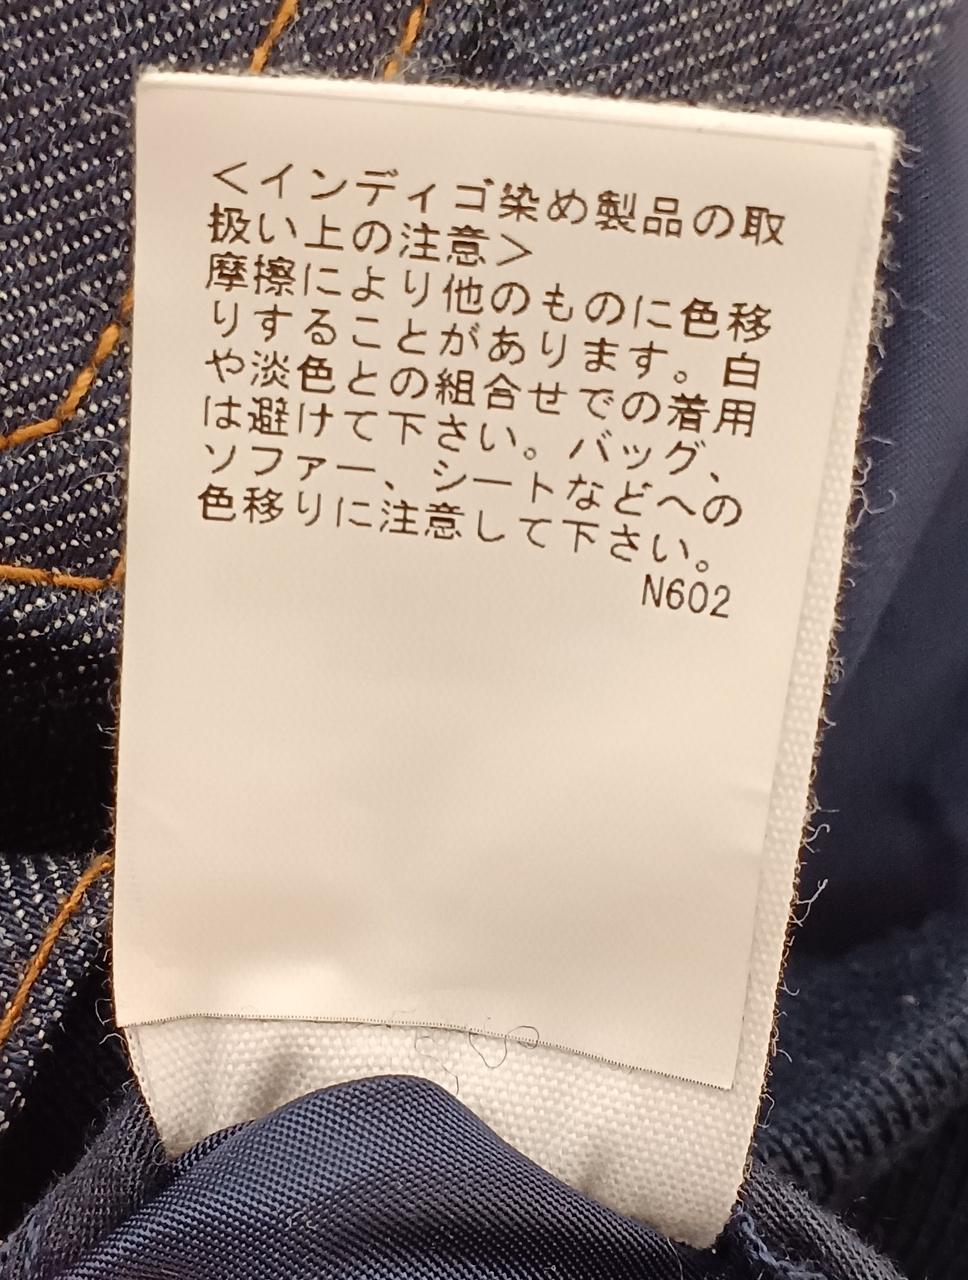 <インディゴ染め製品の取
扱い上の注意>
摩擦により他のものに色移
りすることがあります。白
や淡色との組合せでの着用
は避けて下さい。バッグ、
ソファー、シートなどへの
色移りに注意して下さい。
N602